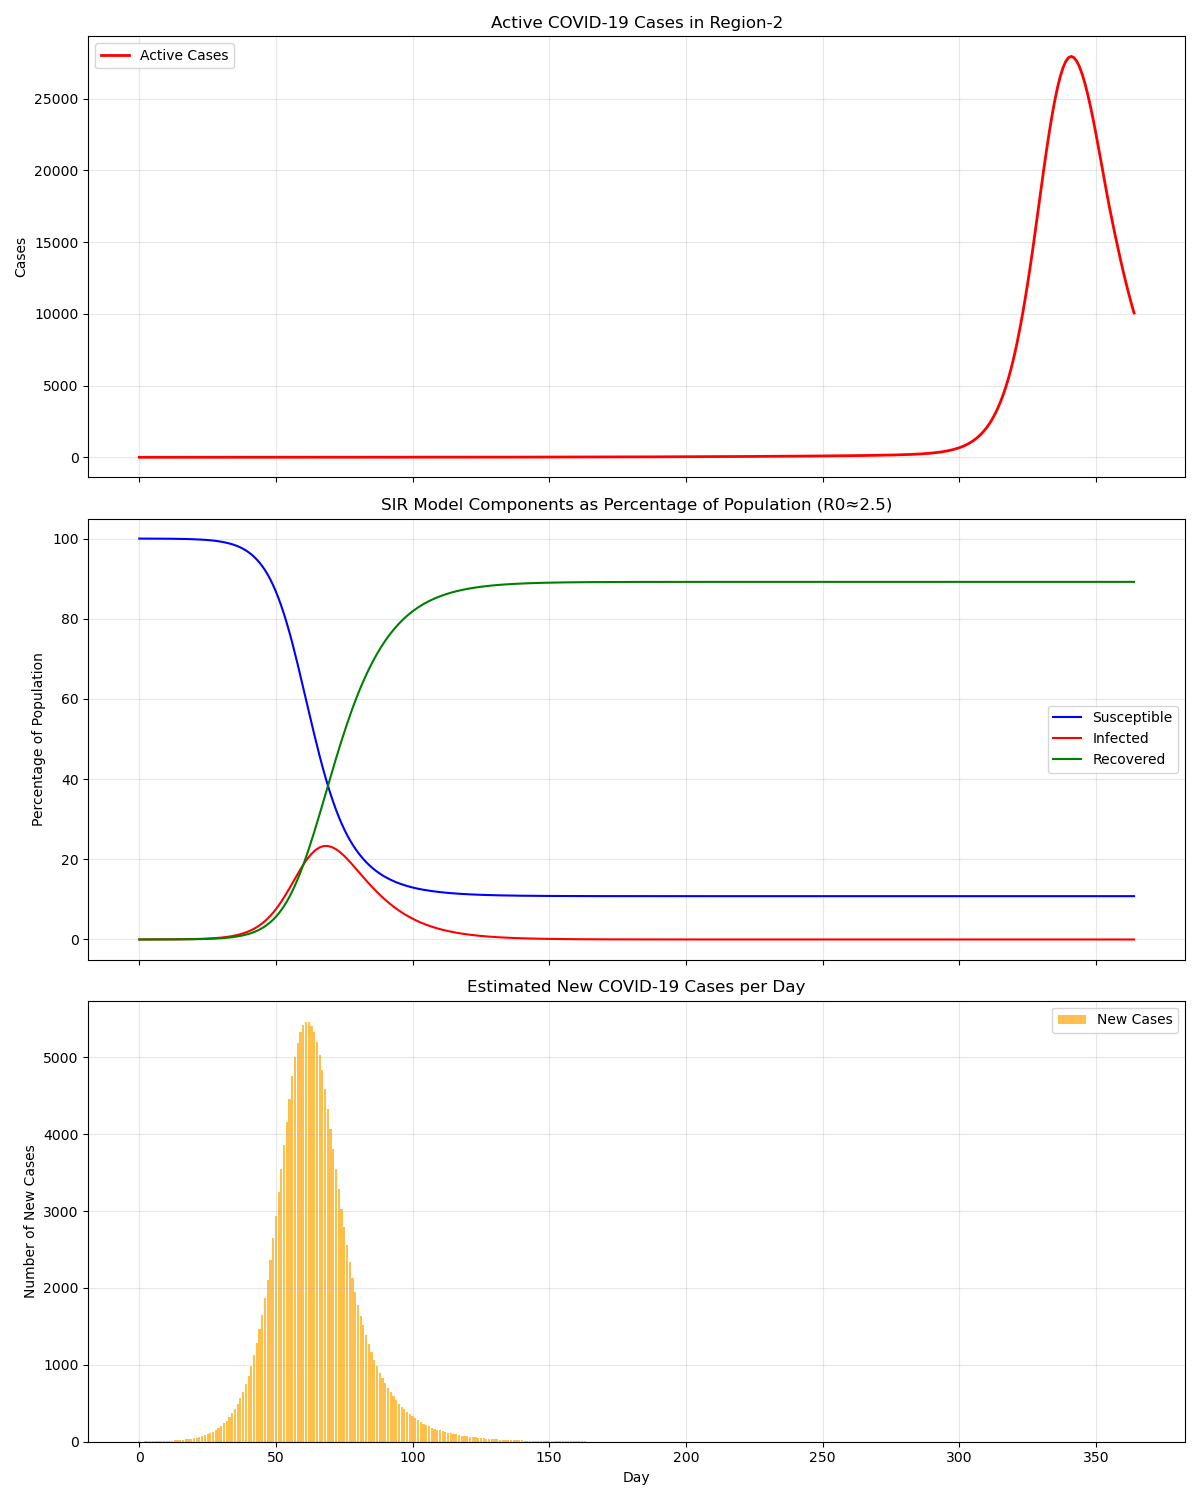 Active COVID-19 Cases in Region-2
Active Cases
25000
20000
15000
10000
5000
0
Cases
SIR Model Components as Percentage of Population (R0≈2.5)
100
80
60
40
20
0
Percentage of Population
Susceptible
Infected
Recovered
Estimated New COVID-19 Cases per Day
New Cases
5000
4000
3000
2000
1000
0
Number of New Cases
0 50 100 150 200 250 300 350
Day